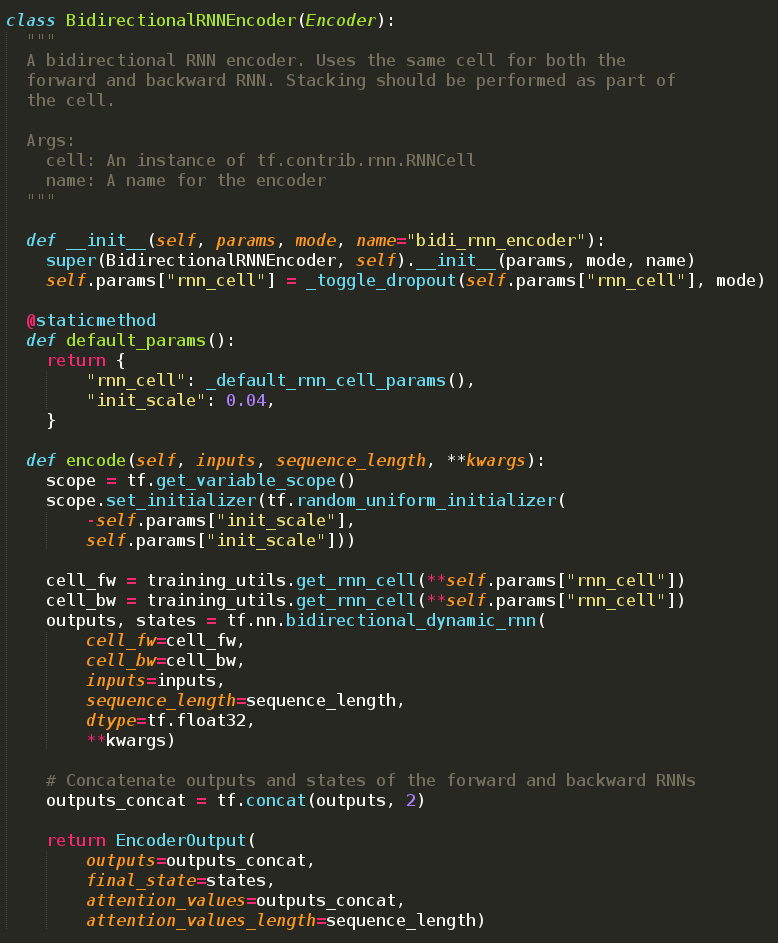 class BidirectionalRNNEncoder(Encoder):
  """
  A bidirectional RNN encoder. Uses the same cell for both the
  forward and backward RNN. Stacking should be performed as part of
  the cell.

  Args:
    cell: An instance of tf.contrib.rnn.RNNCell
    name: A name for the encoder
  """

  def __init__(self, params, mode, name="bidi_rnn_encoder"):
    super(BidirectionalRNNEncoder, self).__init__(params, mode, name)
    self.params["rnn_cell"] = _toggle_dropout(self.params["rnn_cell"], mode)

  @staticmethod
  def default_params():
    return {
        "rnn_cell": _default_rnn_cell_params(),
        "init_scale": 0.04,
    }

  def encode(self, inputs, sequence_length, **kwargs):
    scope = tf.get_variable_scope()
    scope.set_initializer(tf.random_uniform_initializer(
        -self.params["init_scale"],
        self.params["init_scale"]))

    cell_fw = training_utils.get_rnn_cell(**self.params["rnn_cell"])
    cell_bw = training_utils.get_rnn_cell(**self.params["rnn_cell"])
    outputs, states = tf.nn.bidirectional_dynamic_rnn(
        cell_fw=cell_fw,
        cell_bw=cell_bw,
        inputs=inputs,
        sequence_length=sequence_length,
        dtype=tf.float32,
        **kwargs)

    # Concatenate outputs and states of the forward and backward RNNs
    outputs_concat = tf.concat(outputs, 2)

    return EncoderOutput(
        outputs=outputs_concat,
        final_state=states,
        attention_values=outputs_concat,
        attention_values_length=sequence_length)